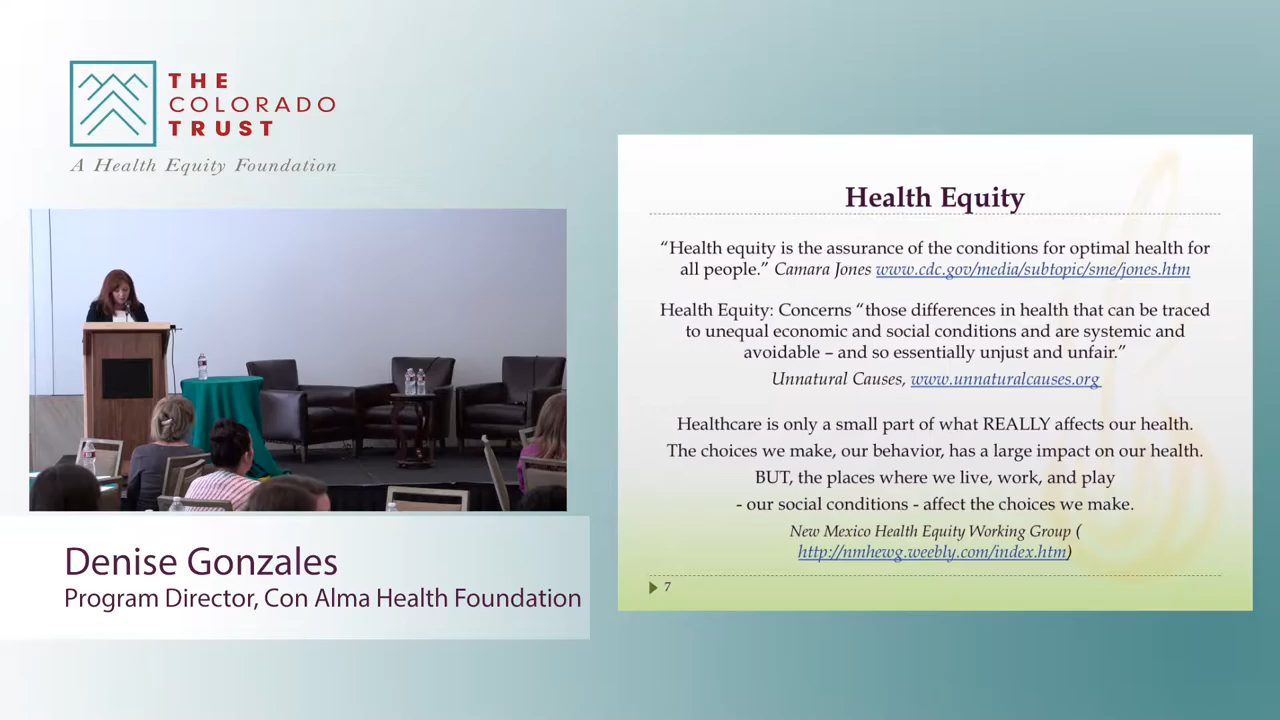 THE
COLORADO
TRUST
A Health Equity Foundation
Denise Gonzales
Program Director, Con Alma Health Foundation
Health Equity
“Health equity is the assurance of the conditions for optimal health for
all people.” Camara Jones www.cdc.gov/media/subtopic/sme/jones.htm
Health Equity: Concerns “those differences in health that can be traced
to unequal economic and social conditions and are systemic and
avoidable – and so essentially unjust and unfair.”
Unnatural Causes, www.unnaturalcauses.org
Healthcare is only a small part of what REALLY affects our health.
The choices we make, our behavior, has a large impact on our health.
BUT, the places where we live, work, and play
- our social conditions - affect the choices we make.
New Mexico Health Equity Working Group (
http://nmhewg.weebly.com/index.htm)
7